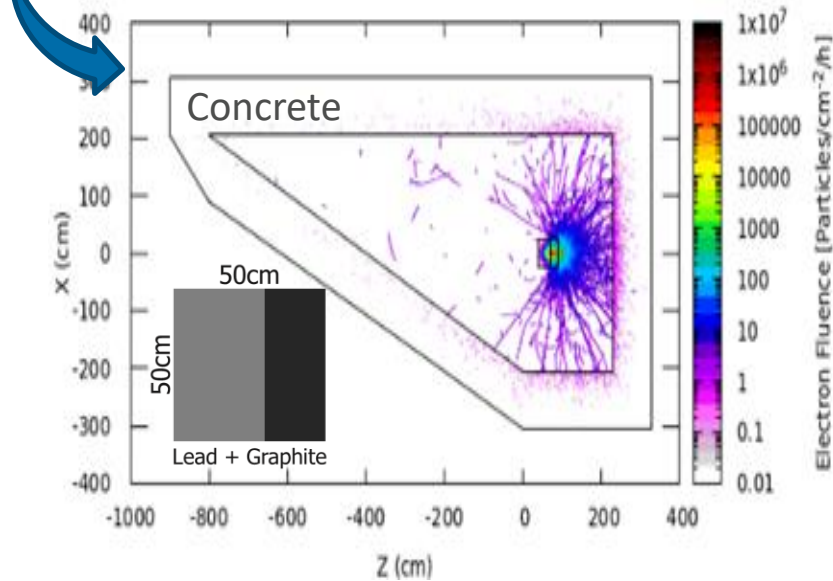 400
300
200
100
0
-100
-200
-300
-400
X (cm)
Concrete
50cm
50cm
Lead + Graphite
-1000 -800 -600 -400 -200 0 200 400
Z (cm)
1x10⁷
1x10⁶
100000
10000
1000
100
10
1
0.1
0.01
Electron Fluence [Particles/cm⁻²/h]